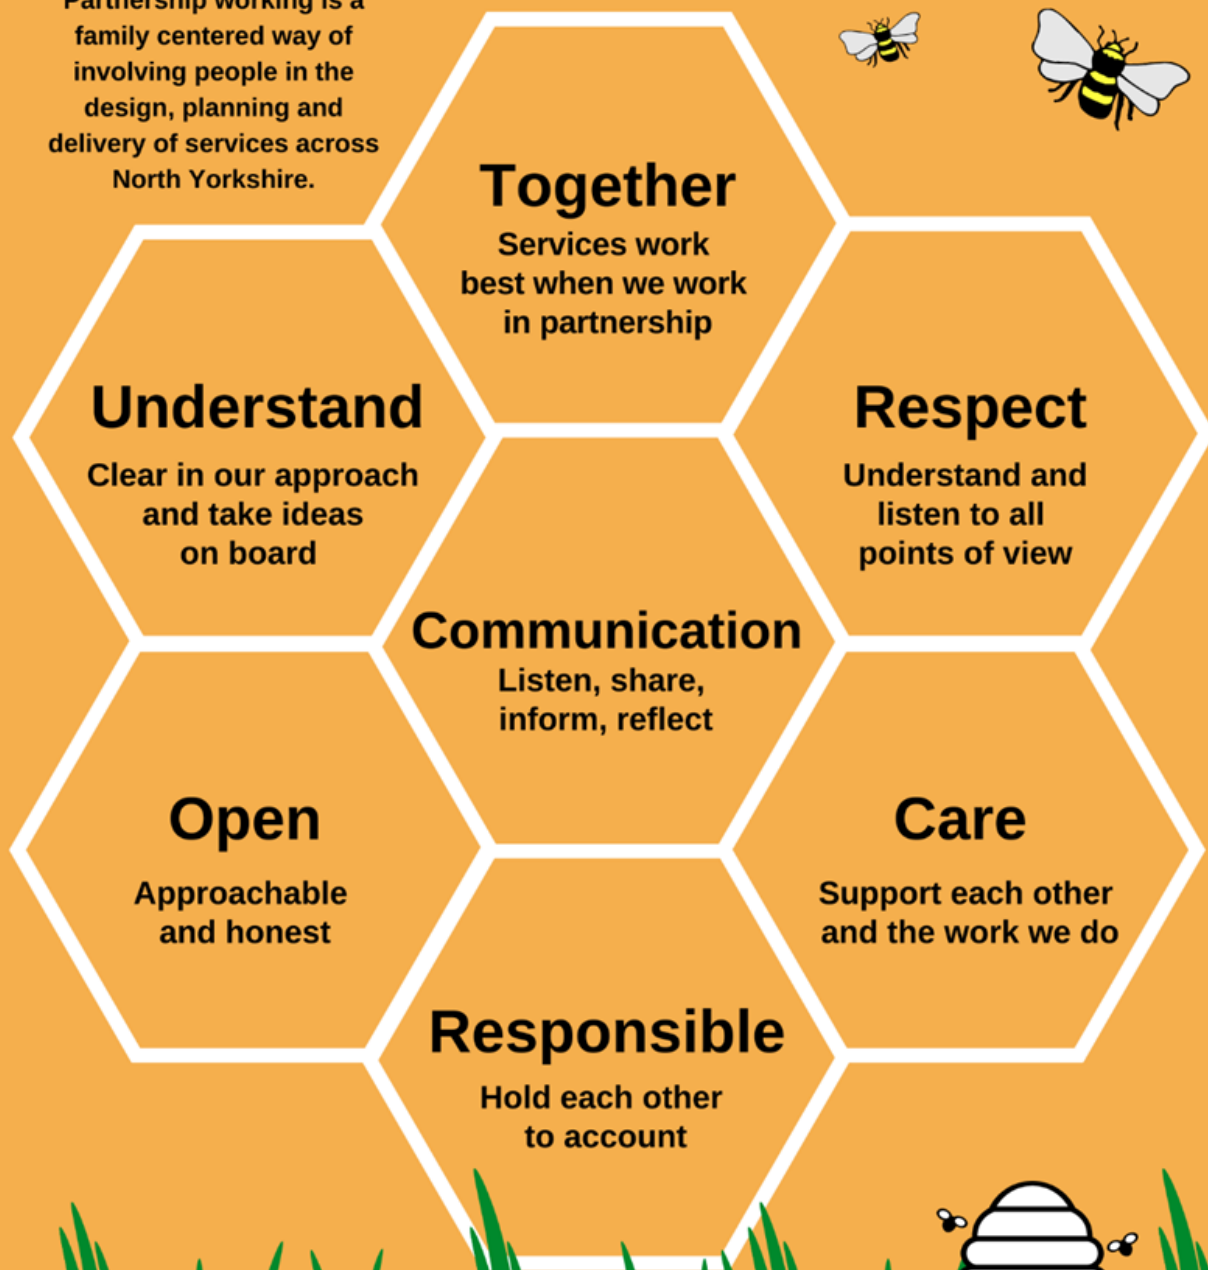 Partnership working is a
family centered way of
involving people in the
design, planning and
delivery of services across
North Yorkshire.
Together
Services work
best when we work
in partnership
Understand
Clear in our approach
and take ideas
on board
Respect
Understand and
listen to all
points of view
Communication
Listen, share,
inform, reflect
Open
Approachable
and honest
Care
Support each other
and the work we do
Responsible
Hold each other
to account